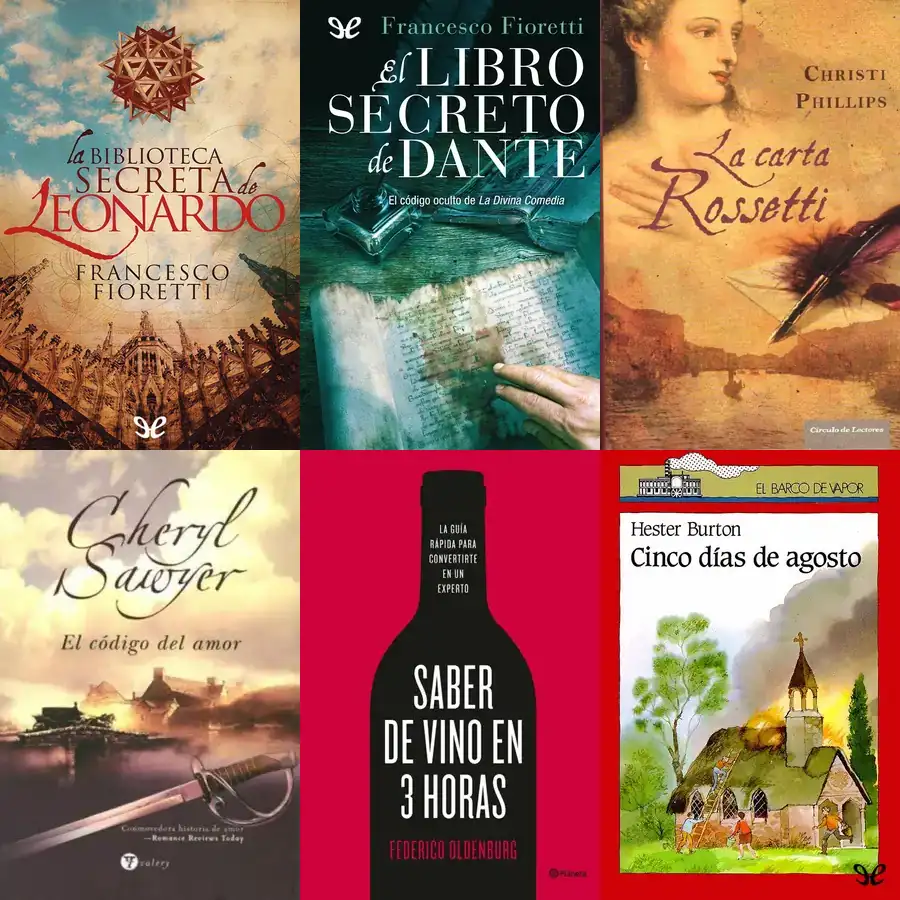 la BIBLIOTECA
SECRETA de
LEONARDO
FRANCESCO
FIORETTI
Francesco Fioretti
El LIBRO
SECRETO
de DANTE
El código oculto de La Divina Comedia
CHRISTI
PHILLIPS
La carta
Rossetti
Círculo de Lectores
Cheryl
Sawyer
El código del amor
Conmovedora historia de amor
—Romance Reviews Today
valery
LA GUÍA
RÁPIDA PARA
CONVERTIRTE
EN UN
EXPERTO
SABER
DE VINO EN
3 HORAS
FEDERICO OLDENBURG
Planeta
EL BARCO DE VAPOR
Hester Burton
Cinco días de agosto